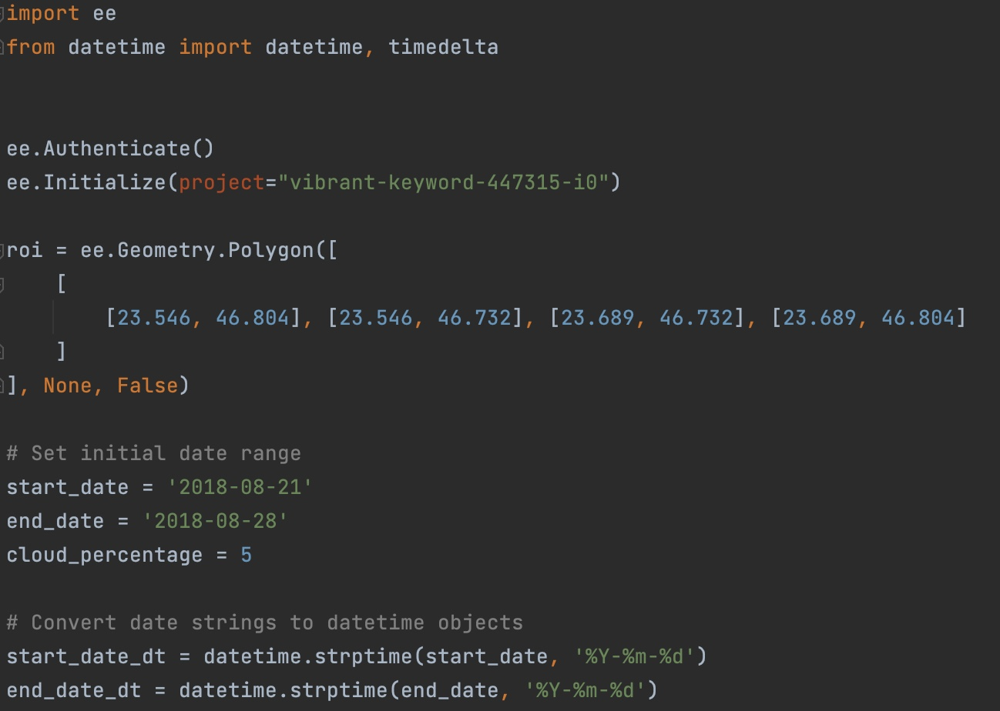 import ee
from datetime import datetime, timedelta
ee.Authenticate()
ee.Initialize(project="vibrant-keyword-447315-i0")
roi = ee.Geometry.Polygon([
    [
        [23.546, 46.804], [23.546, 46.732], [23.689, 46.732], [23.689, 46.804]
    ]
], None, False)
# Set initial date range
start_date = '2018-08-21'
end_date = '2018-08-28'
cloud_percentage = 5
# Convert date strings to datetime objects
start_date_dt = datetime.strptime(start_date, '%Y-%m-%d')
end_date_dt = datetime.strptime(end_date, '%Y-%m-%d')